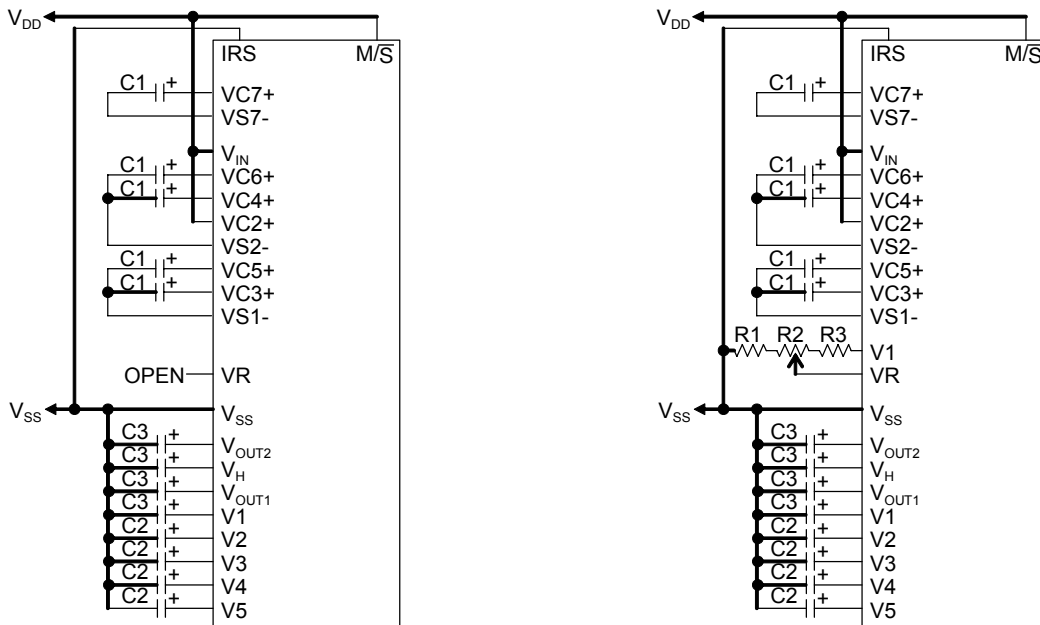 VDD
IRS
M/S̅
C1 +
VC7+
VS7-
VIN
C1 +
VC6+
C1 +
VC4+
VC2+
VS2-
C1 +
VC5+
C1 +
VC3+
VS1-
OPEN
VR
VSS
VSS
C3 +
VOUT2
C3 +
VH
C3 +
VOUT1
C3 +
V1
C2 +
V2
C2 +
V3
C2 +
V4
C2 +
V5
VDD
IRS
M/S̅
C1 +
VC7+
VS7-
VIN
C1 +
VC6+
C1 +
VC4+
VC2+
VS2-
C1 +
VC5+
C1 +
VC3+
VS1-
R1 R2 R3
V1
VR
VSS
VSS
C3 +
VOUT2
C3 +
VH
C3 +
VOUT1
C3 +
V1
C2 +
V2
C2 +
V3
C2 +
V4
C2 +
V5